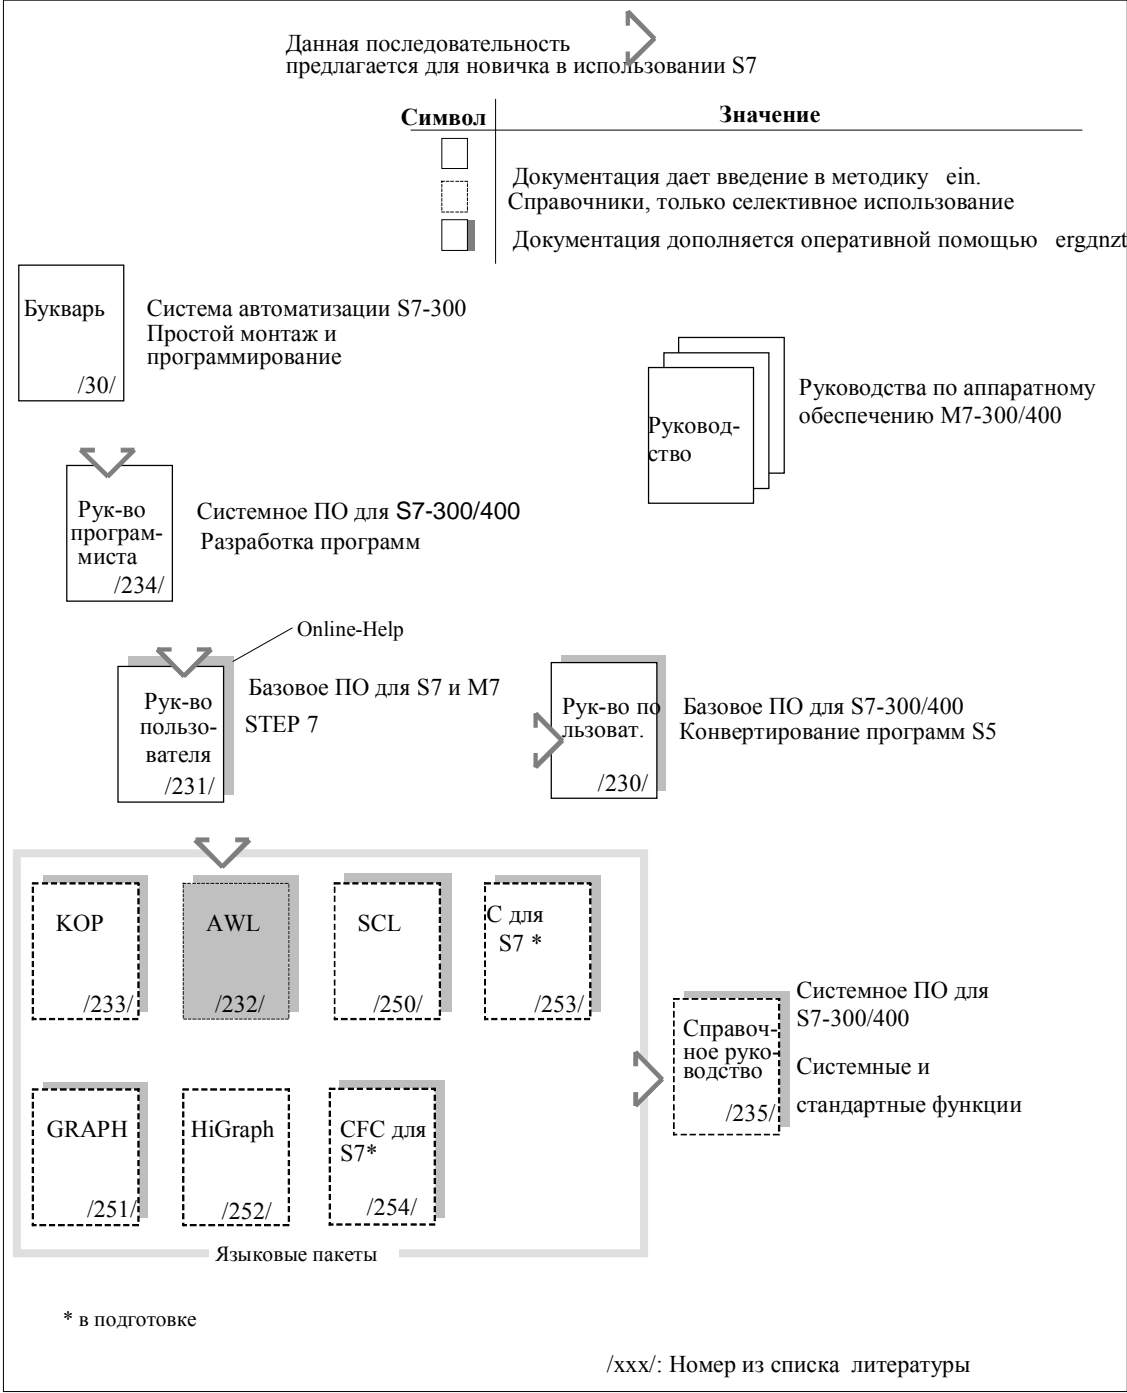 Данная последовательность
предлагается для новичка в использовании S7
Символ
Значение
Документация дает введение в методику ein.
Справочники, только селективное использование
Документация дополняется оперативной помощью ergдnzt
Букварь
/30/
Система автоматизации S7-300
Простой монтаж и
программирование
Руковод-
ство
Руководства по аппаратному
обеспечению M7-300/400
Рук-во
програм-
миста
/234/
Системное ПО для S7-300/400
Разработка программ
Online-Help
Рук-во
пользо-
вателя
/231/
Базовое ПО для S7 и M7
STEP 7
Рук-во по
льзоват.
/230/
Базовое ПО для S7-300/400
Конвертирование программ S5
KOP
/233/
AWL
/232/
SCL
/250/
C для
S7 *
/253/
Справоч-
ное руко-
водство
/235/
Системное ПО для
S7-300/400
Системные и
стандартные функции
GRAPH
/251/
HiGraph
/252/
CFC для
S7*
/254/
Языковые пакеты
* в подготовке
/xxx/: Номер из списка литературы